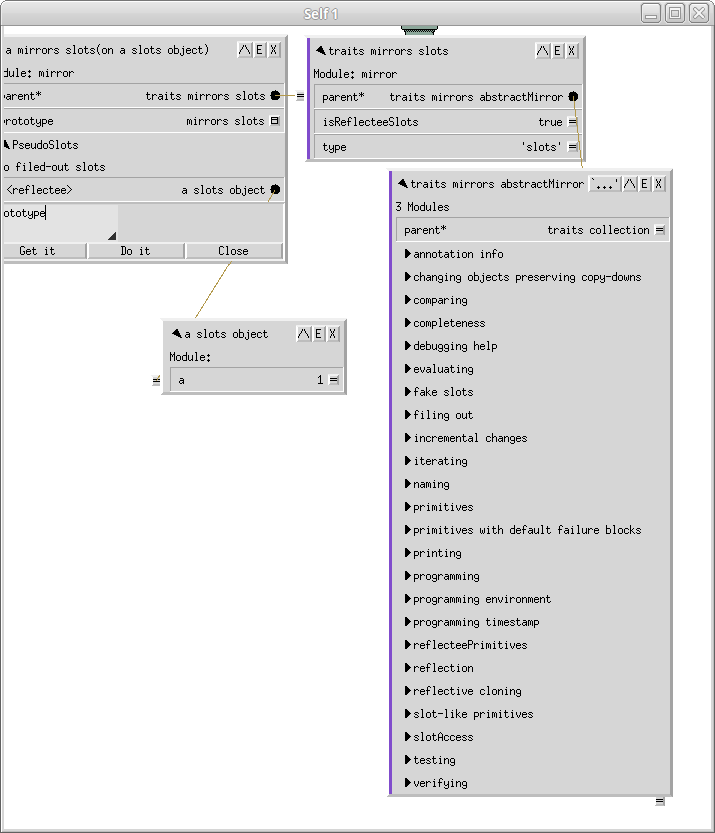 Self 1
a mirrors slots(on a slots object) /\ E X
dule: mirror
parent* traits mirrors slots
prototype mirrors slots
PseudoSlots
o filed-out slots
<reflectee> a slots object
ototype
Get it Do it Close
traits mirrors slots /\ E X
Module: mirror
parent* traits mirrors abstractMirror
isReflecteeSlots true
type 'slots'
a slots object /\ E X
Module:
a 1
traits mirrors abstractMirror `...' /\ E X
3 Modules
parent* traits collection
annotation info
changing objects preserving copy-downs
comparing
completeness
debugging help
evaluating
fake slots
filing out
incremental changes
iterating
naming
primitives
primitives with default failure blocks
printing
programming
programming environment
programming timestamp
reflecteePrimitives
reflection
reflective cloning
slot-like primitives
slotAccess
testing
verifying